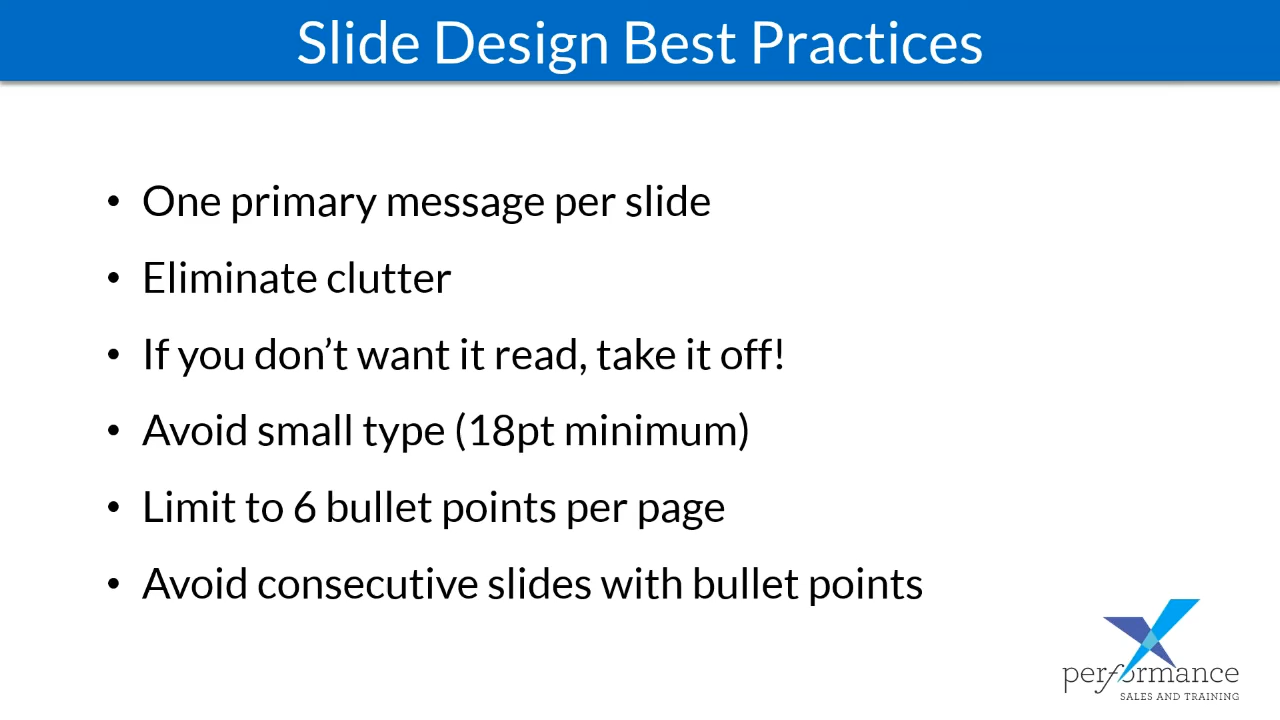 Slide Design Best Practices
• One primary message per slide
• Eliminate clutter
• If you don’t want it read, take it off!
• Avoid small type (18pt minimum)
• Limit to 6 bullet points per page
• Avoid consecutive slides with bullet points
performance
SALES AND TRAINING